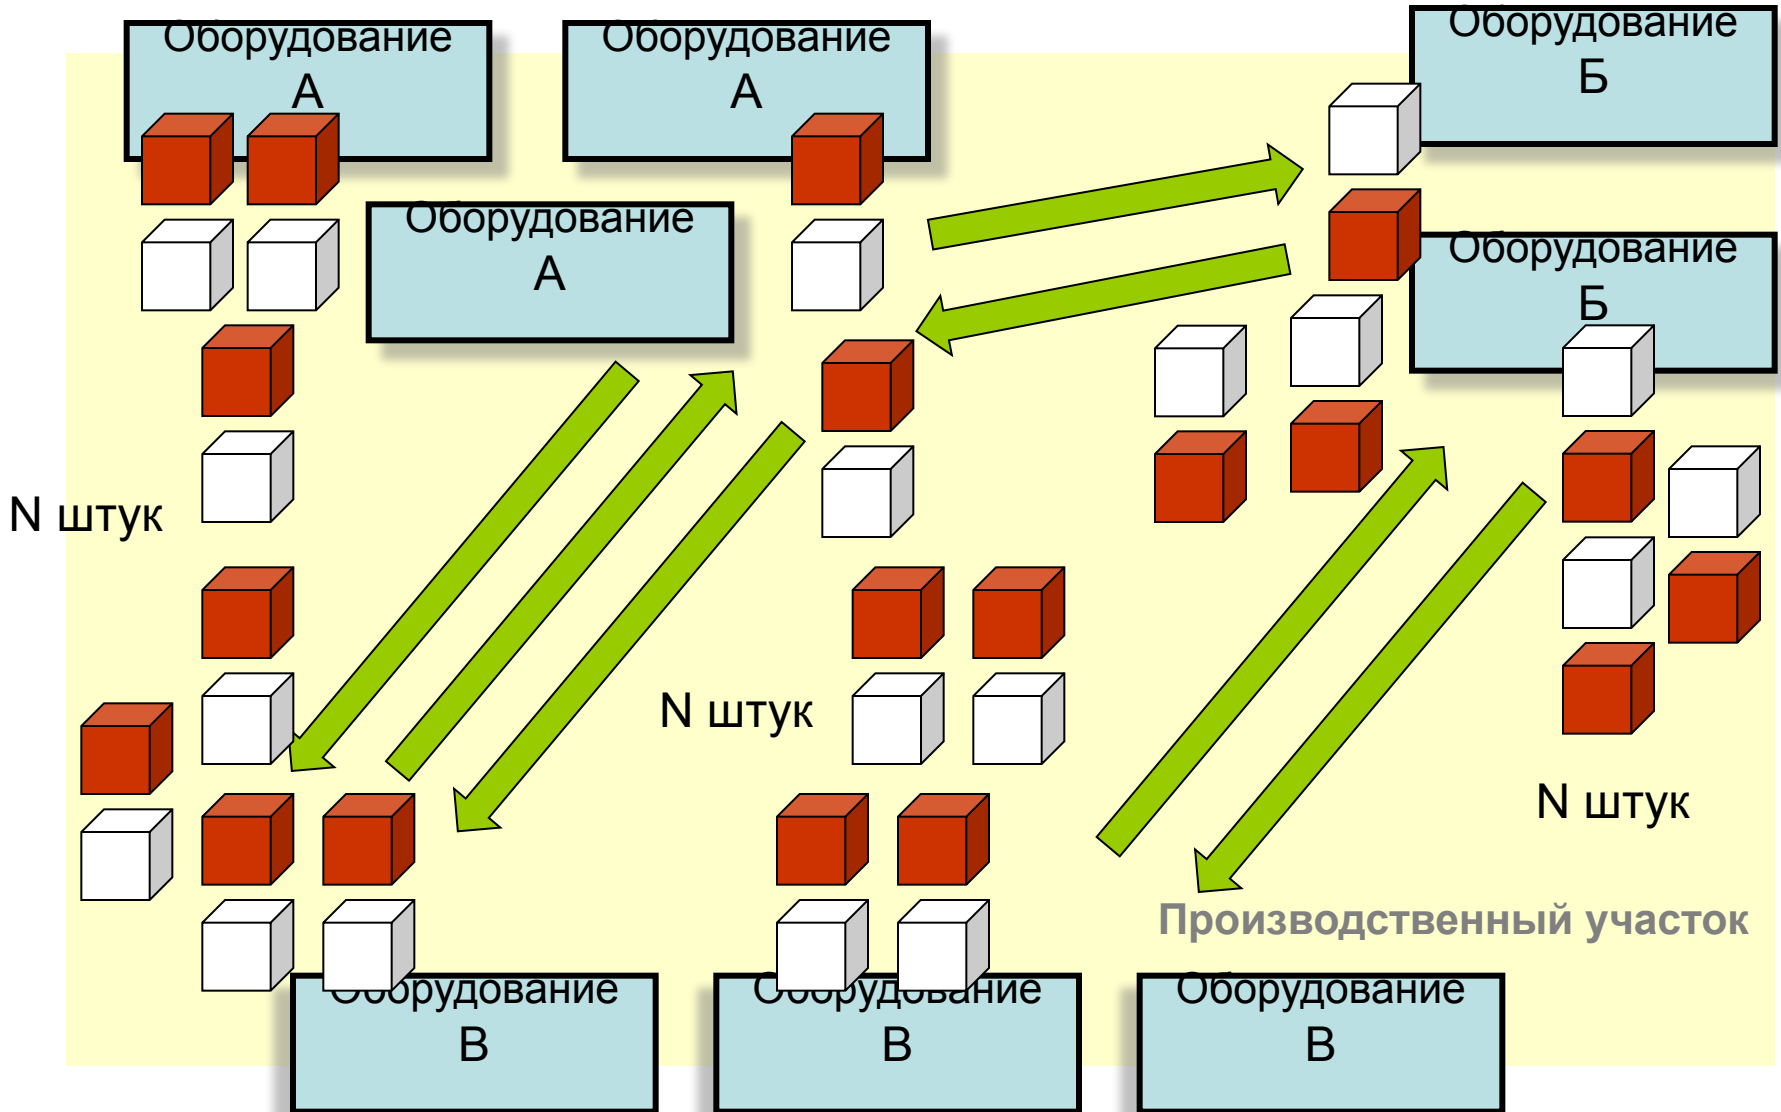 Оборудование
А
Оборудование
А
Оборудование
Б
Оборудование
А
Оборудование
Б
N штук
N штук
N штук
Производственный участок
Оборудование
В
Оборудование
В
Оборудование
В